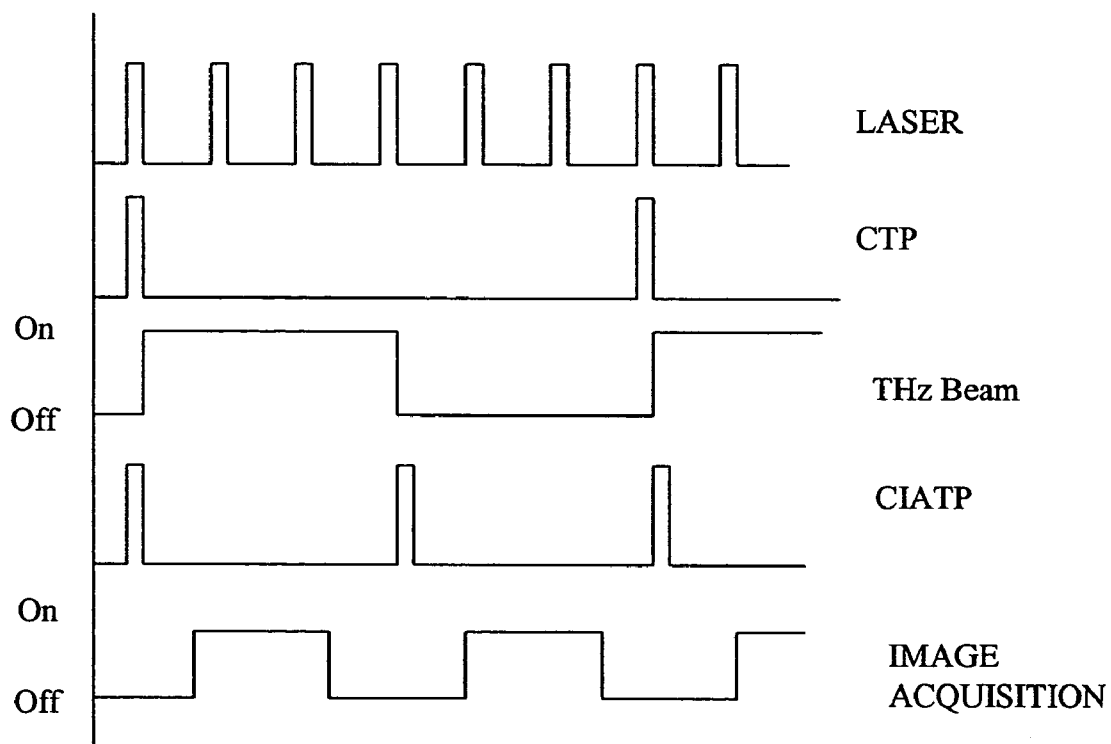 LASER
CTP
On
THz Beam
Off
CIATP
On
IMAGE
ACQUISITION
Off